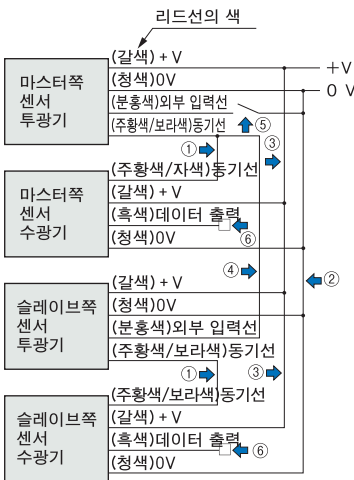 리드선의 색
(갈색) + V
+V
(청색)0V
0 V
마스터쪽
센서
투광기
(분홍색)외부 입력선
(주황색/보라색)동기선
⑤
①
③
(주황색/자색)동기선
마스터쪽
센서
수광기
(갈색) + V
(흑색)데이터 출력
⑥
(청색)0V
④
②
슬레이브쪽
센서
투광기
(갈색) + V
(청색)0V
(분홍색)외부 입력선
(주황색/보라색)동기선
①
③
(주황색/보라색)동기선
슬레이브쪽
센서
수광기
(갈색) + V
(흑색)데이터 출력
⑥
(청색)0V